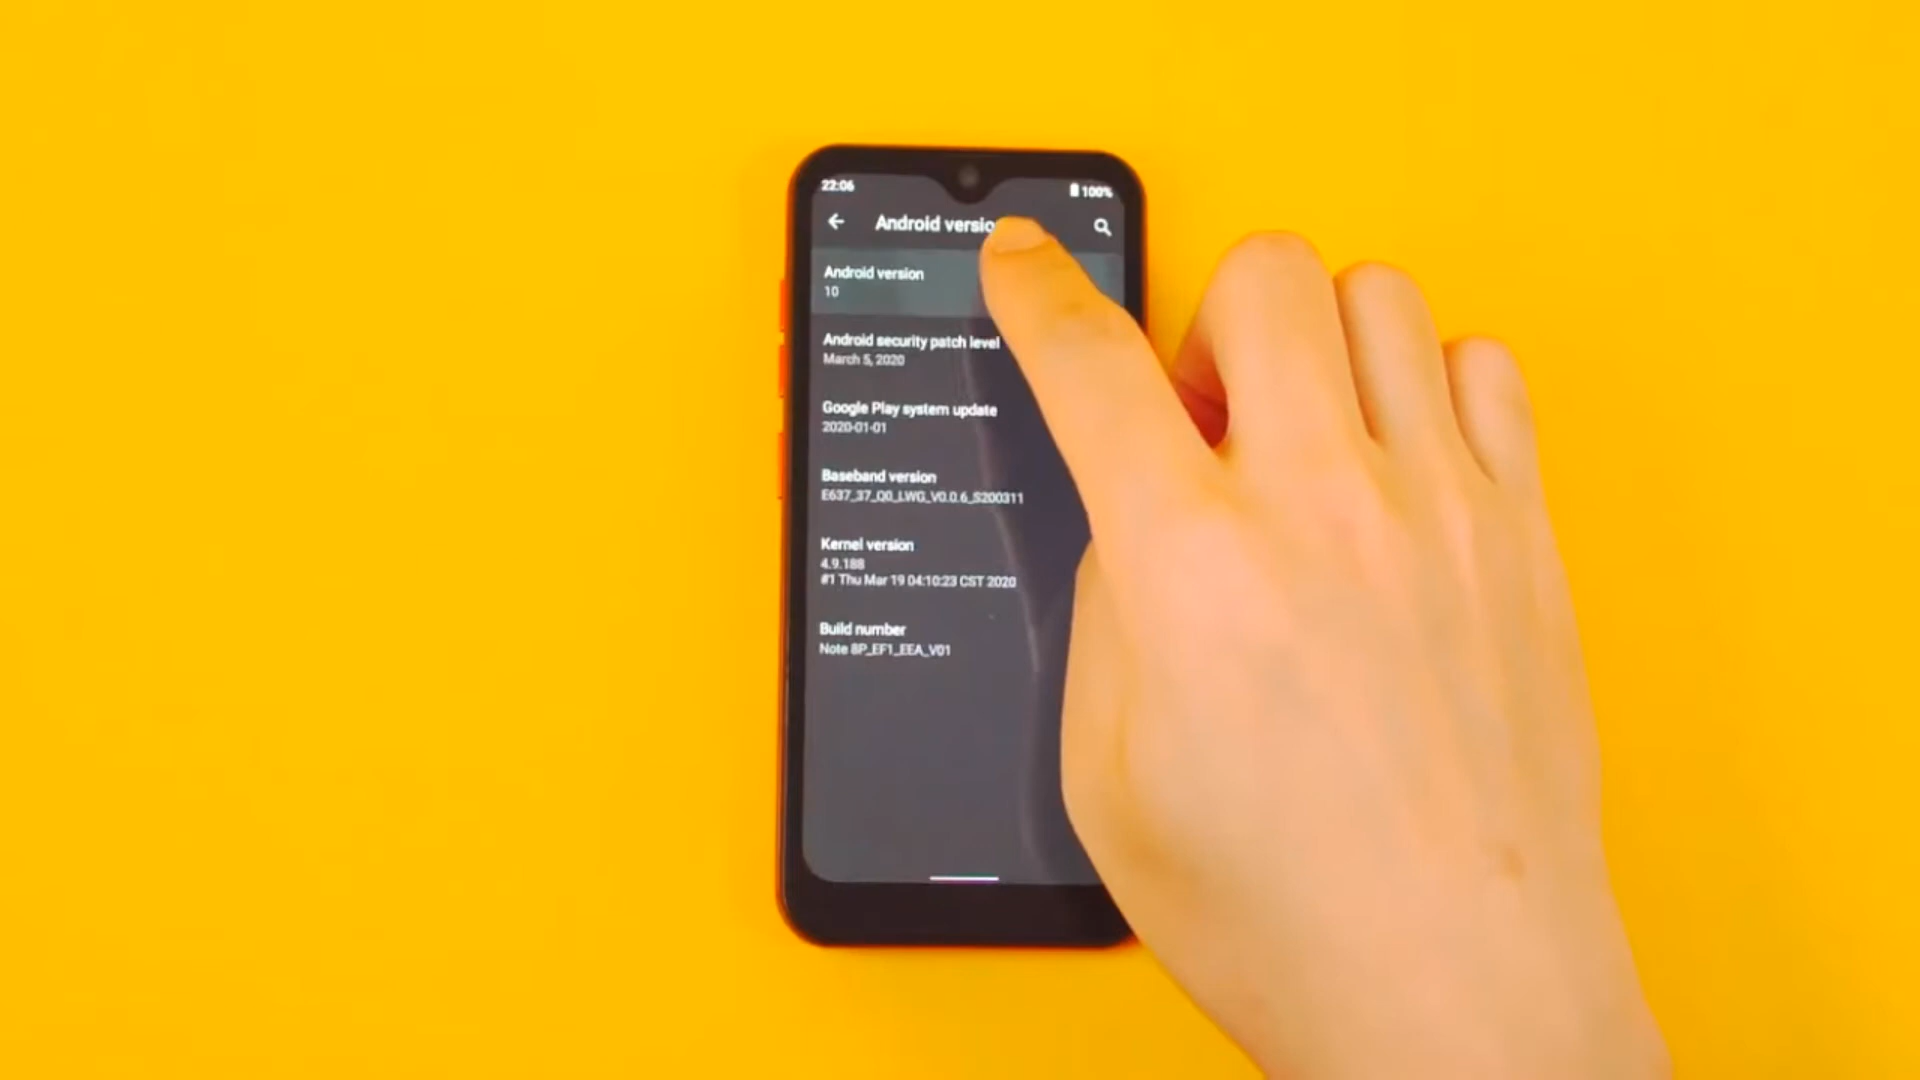 22:06
100%
Android versio
Android version
10
Android security patch level
March 5, 2020
Google Play system update
2020-01-01
Baseband version
E637_37_Q0_LWG_V0.0.6_S200311
Kernel version
4.9.188
#1 Thu Mar 19 04:10:23 CST 2020
Build number
Note 8P_EF1_EEA_V01